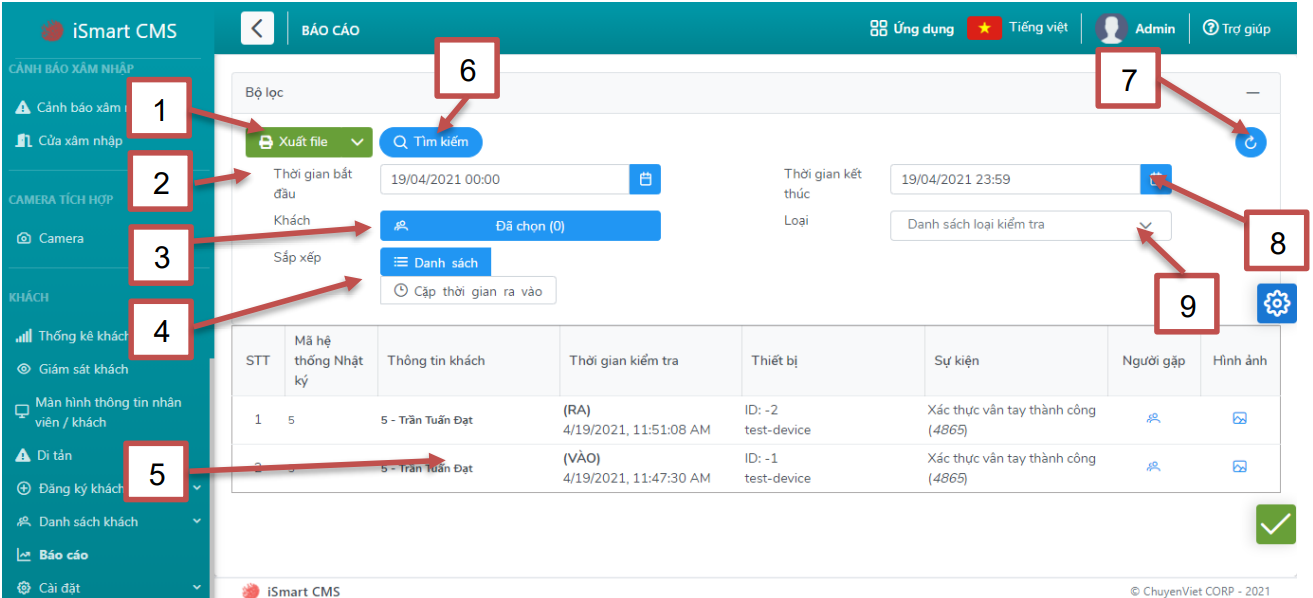 iSmart CMS
BÁO CÁO
Ứng dụng
Tiếng việt
Admin
Trợ giúp
CẢNH BÁO XÂM NHẬP
Cảnh báo xâm
Cửa xâm nhập
CAMERA TÍCH HỢP
Camera
KHÁCH
Thống kê khách
Giám sát khách
Màn hình thông tin nhân
viên / khách
Di tản
Đăng ký khách
Danh sách khách
Báo cáo
Cài đặt
1
2
3
4
5
6
7
8
9
Bộ lọc
Xuất file
Tìm kiếm
Thời gian bắt
đầu
19/04/2021 00:00
Thời gian kết
thúc
19/04/2021 23:59
Khách
Đã chọn (0)
Loại
Danh sách loại kiểm tra
Sắp xếp
Danh sách
Cặp thời gian ra vào
STT
Mã hệ
thống Nhật
ký
Thông tin khách
Thời gian kiểm tra
Thiết bị
Sự kiện
Người gặp
Hình ảnh
1
5
5 - Trần Tuấn Đạt
(RA)
4/19/2021, 11:51:08 AM
ID: -2
test-device
Xác thực vân tay thành công
(4865)
2
5
5 - Trần Tuấn Đạt
(VÀO)
4/19/2021, 11:47:30 AM
ID: -1
test-device
Xác thực vân tay thành công
(4865)
iSmart CMS
© ChuyenViet CORP - 2021